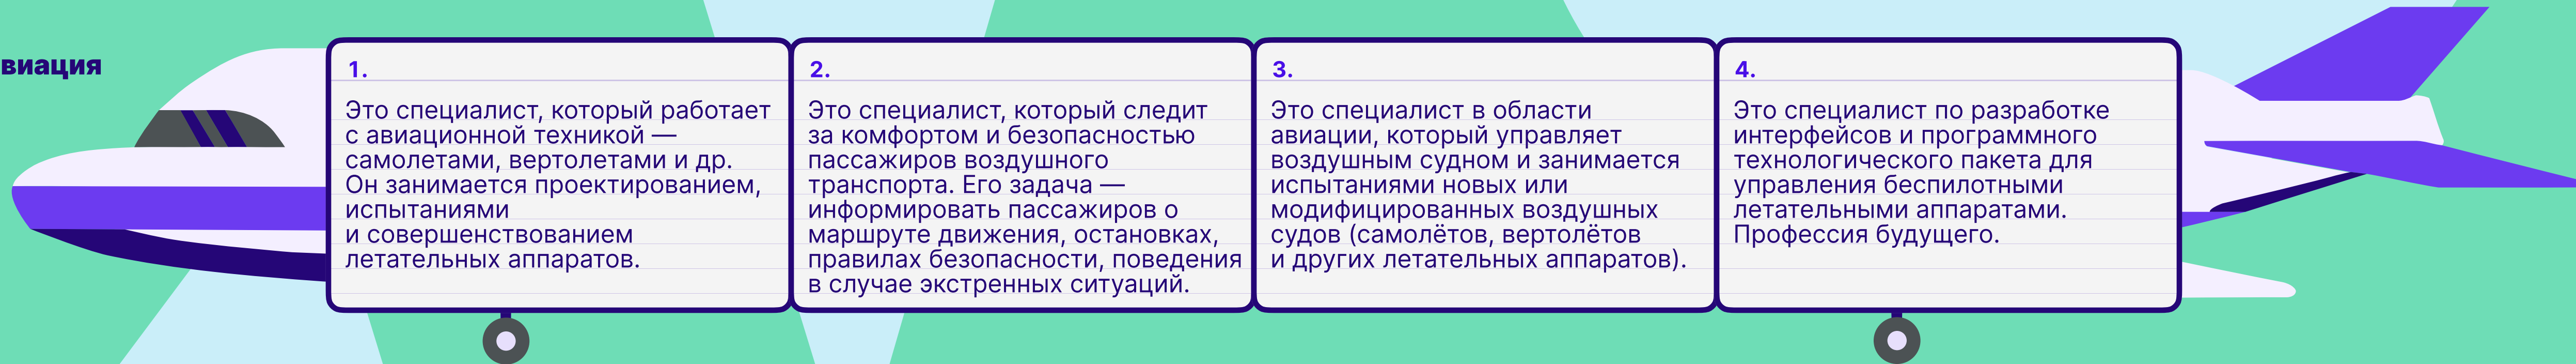 виация
1.
Это специалист, который работает
с авиационной техникой —
самолетами, вертолетами и др.
Он занимается проектированием,
испытаниями
и совершенствованием
летательных аппаратов.
2.
Это специалист, который следит
за комфортом и безопасностью
пассажиров воздушного
транспорта. Его задача —
информировать пассажиров о
маршруте движения, остановках,
правилах безопасности, поведения
в случае экстренных ситуаций.
3.
Это специалист в области
авиации, который управляет
воздушным судном и занимается
испытаниями новых или
модифицированных воздушных
судов (самолётов, вертолётов
и других летательных аппаратов).
4.
Это специалист по разработке
интерфейсов и программного
технологического пакета для
управления беспилотными
летательными аппаратами.
Профессия будущего.